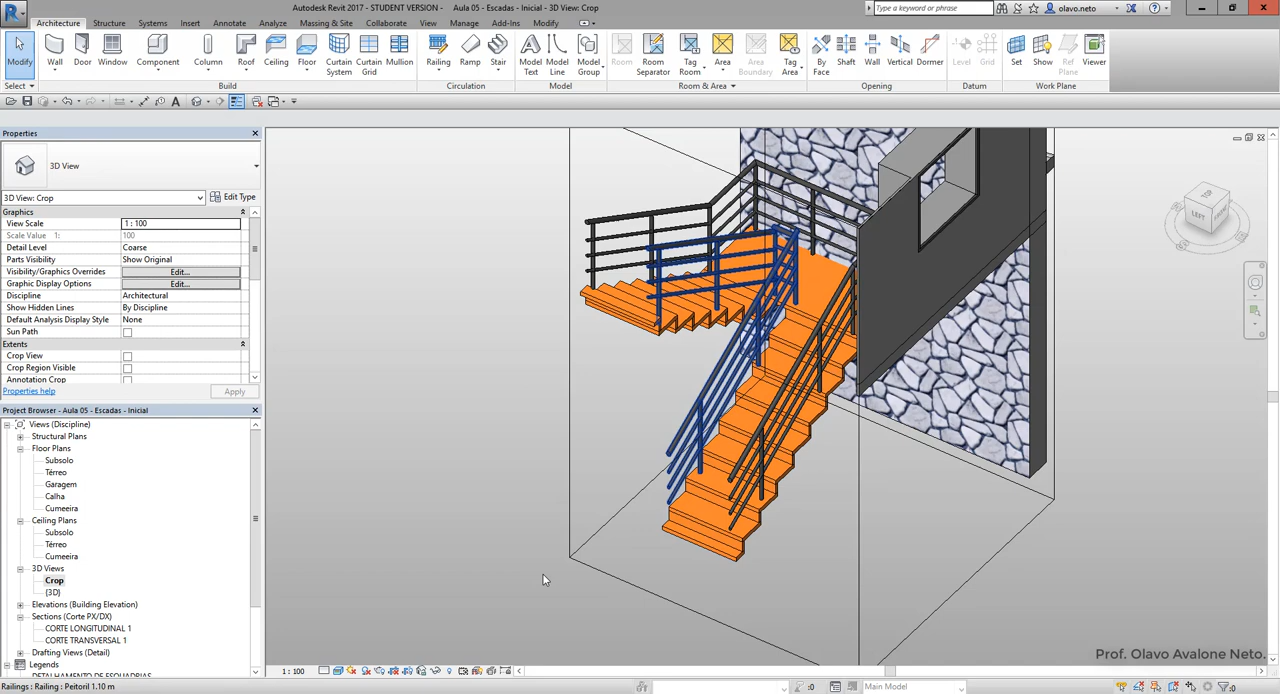 Autodesk Revit 2017 - STUDENT VERSION - Aula 05 - Escadas - Inicial - 3D View: Crop
Type a keyword or phrase
olavo.neto
Architecture Structure Systems Insert Annotate Analyze Massing & Site Collaborate View Manage Add-Ins Modify
Modify Wall Door Window Component Column Roof Ceiling Floor Curtain System Curtain Grid Mullion Railing Ramp Stair Model Text Model Line Model Group Room Room Separator Tag Room Area Area Boundary Tag Area By Face Shaft Wall Vertical Dormer Level Grid Set Show Ref Plane Viewer
Select Build Circulation Model Room & Area Opening Datum Work Plane
Properties
3D View
3D View: Crop
Edit Type
Graphics
View Scale 1 : 100
Scale Value 1: 100
Detail Level Coarse
Parts Visibility Show Original
Visibility/Graphics Overrides Edit...
Graphic Display Options Edit...
Discipline Architectural
Show Hidden Lines By Discipline
Default Analysis Display Style None
Sun Path
Extents
Crop View
Crop Region Visible
Annotation Crop
Properties help
Apply
Project Browser - Aula 05 - Escadas - Inicial
Views (Discipline)
Structural Plans
Floor Plans
Subsolo
Térreo
Garagem
Calha
Cumeeira
Ceiling Plans
Subsolo
Térreo
Cumeeira
3D Views
Crop
{3D}
Elevations (Building Elevation)
Sections (Corte PX/DX)
CORTE LONGITUDINAL 1
CORTE TRANSVERSAL 1
Drafting Views (Detail)
Legends
DETALHAMENTO DE ESQUADRIAS
TOP
LEFT
Prof. Olavo Avalone Neto.
1 : 100
Railings : Railing : Peitoril 1.10 m
:0
Main Model
:0